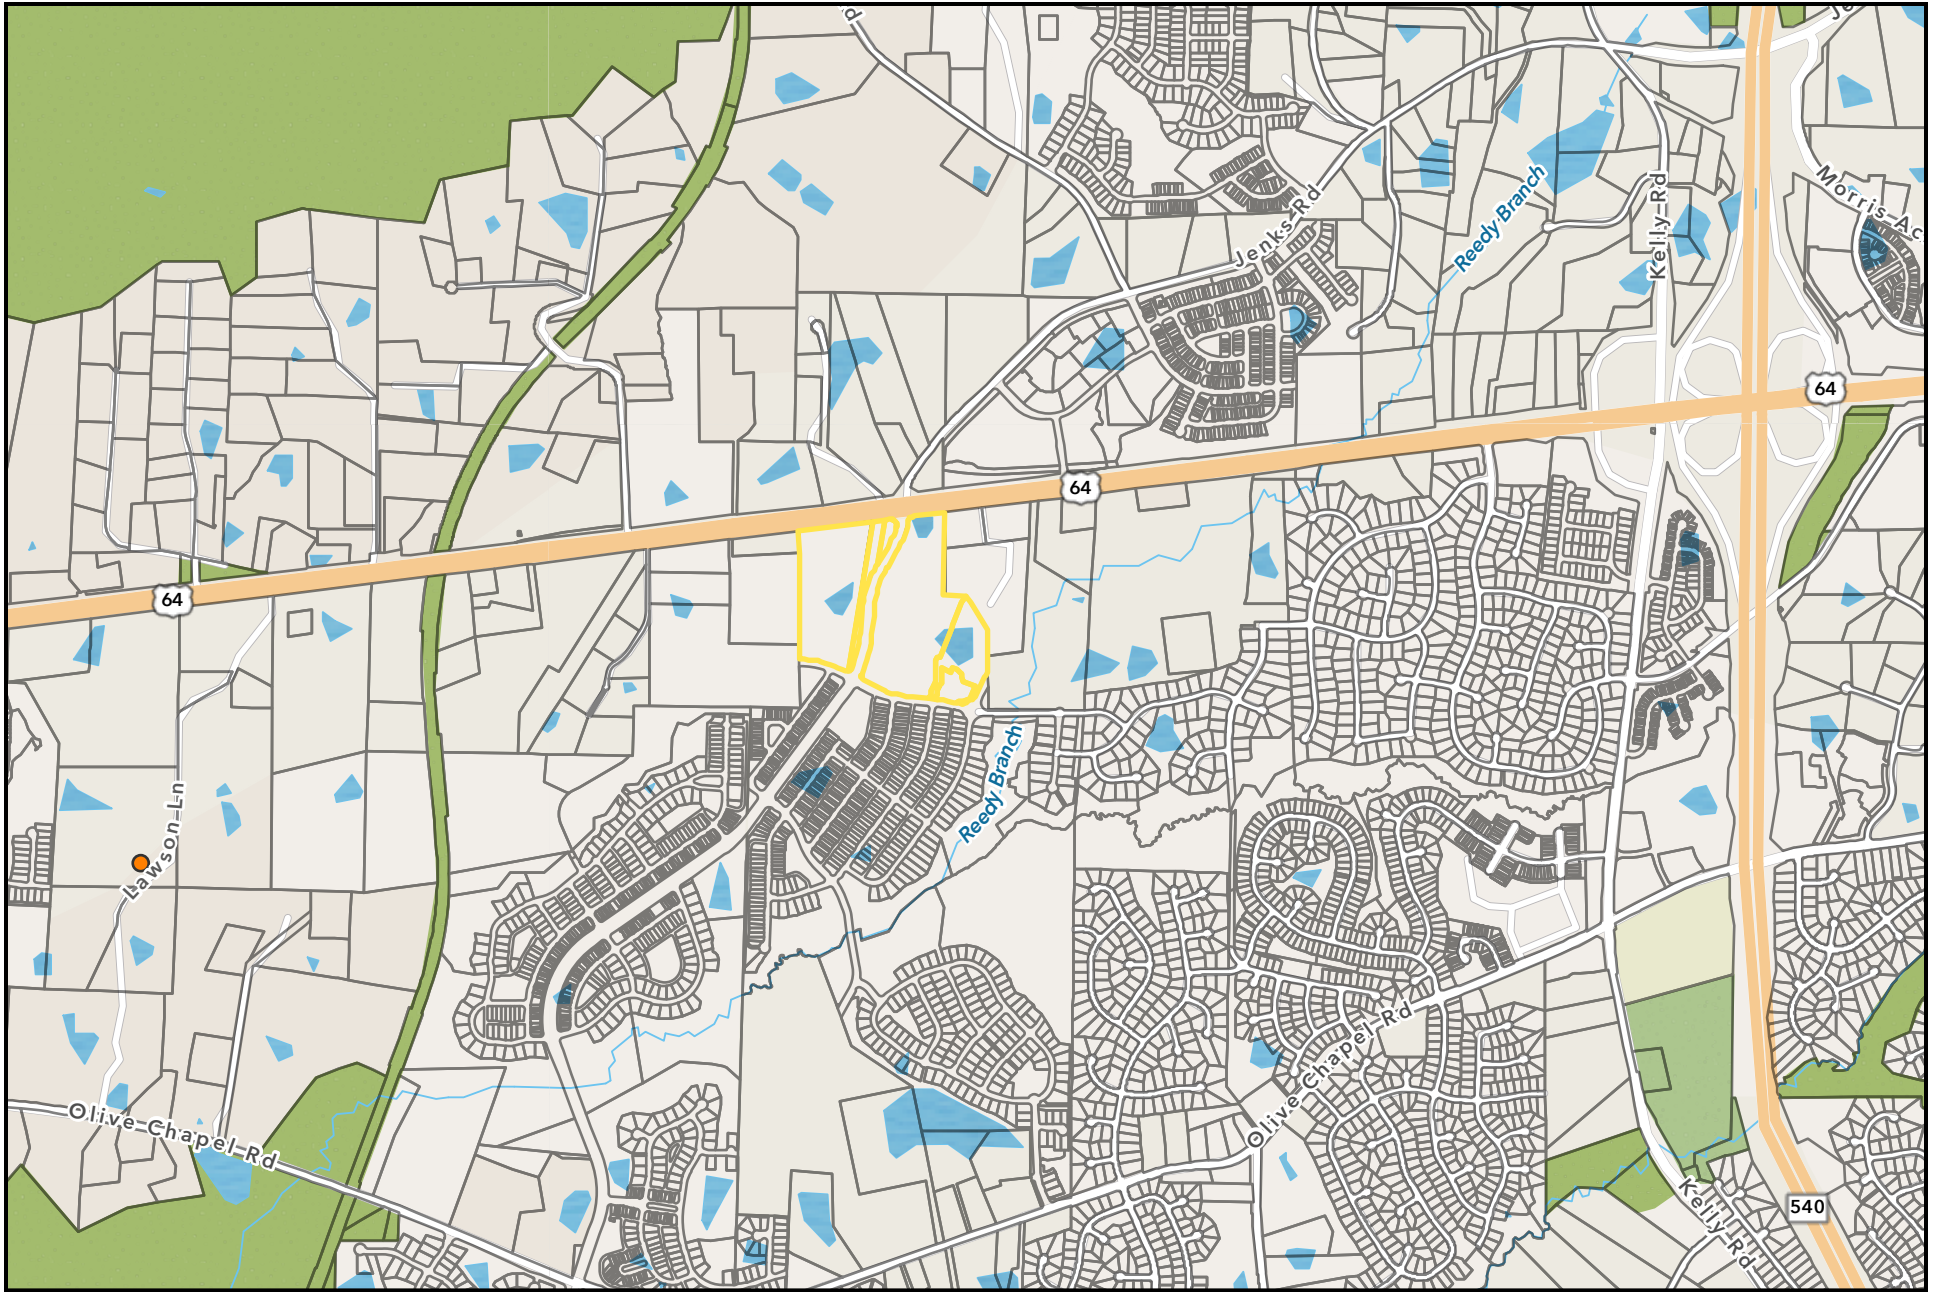 d
Je
Morris-Ac
Reedy Branch
Kelly-Rd
Jenks-Rd
64
64
64
Reedy Branch
Lawson-Ln
Olive-Chapel-Rd
Olive-Chapel-Rd
Kelly-Rd
540